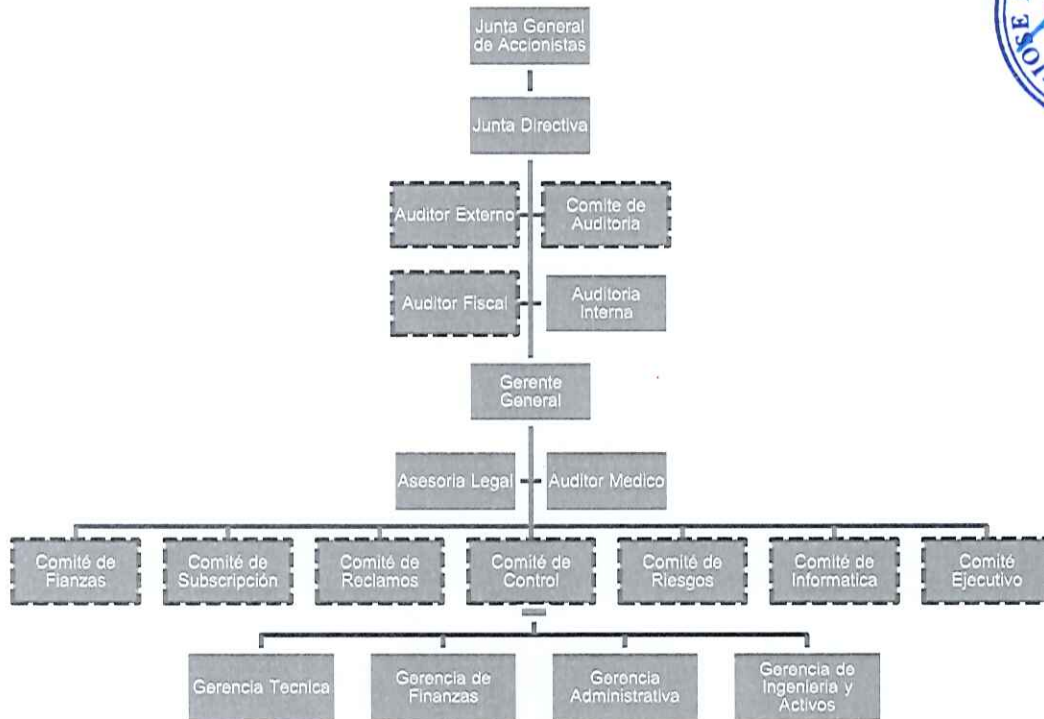 Junta General
de Accionistas
Junta Directiva
Auditor Externo
Comite de
Auditoria
Auditor Fiscal
Auditoria
Interna
Gerente
General
Asesoria Legal
Auditor Medico
Comité de
Fianzas
Comité de
Subscripción
Comité de
Reclamos
Comité de
Control
Comité de
Riesgos
Comité de
Informatica
Comité
Ejecutivo
Gerencia Tecnica
Gerencia de
Finanzas
Gerencia
Administrativa
Gerencia de
Ingenieria y
Activos